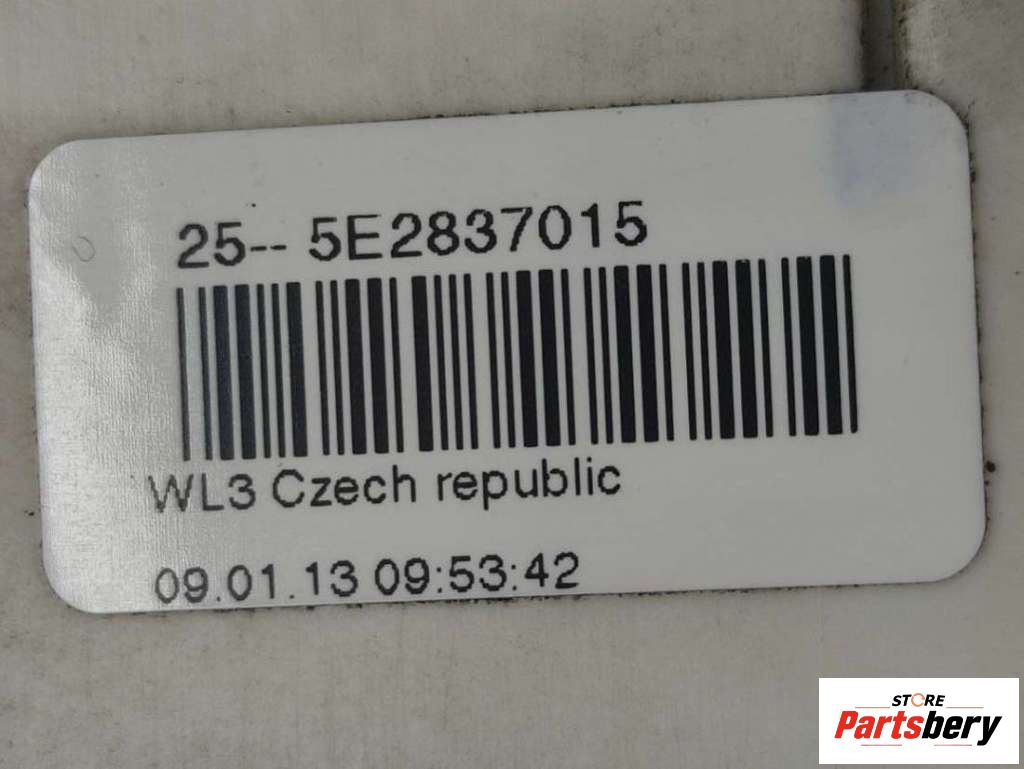 25-- 5E2837015
WL3 Czech republic
09.01.13 09:53:42
STORE
Partsbery